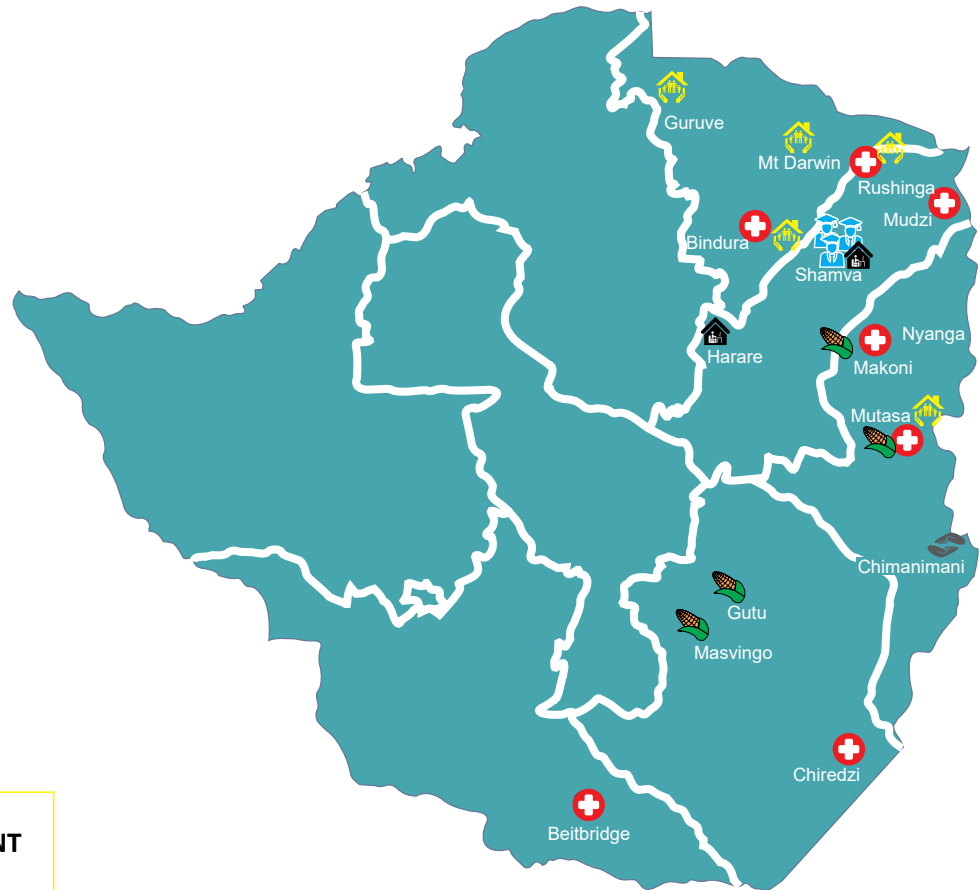 Guruve
Mt Darwin
Rushinga
Mudzi
Bindura
Shamva
Harare
Nyanga
Makoni
Mutasa
Chimanimani
Gutu
Masvingo
Chiredzi
Beitbridge
NT